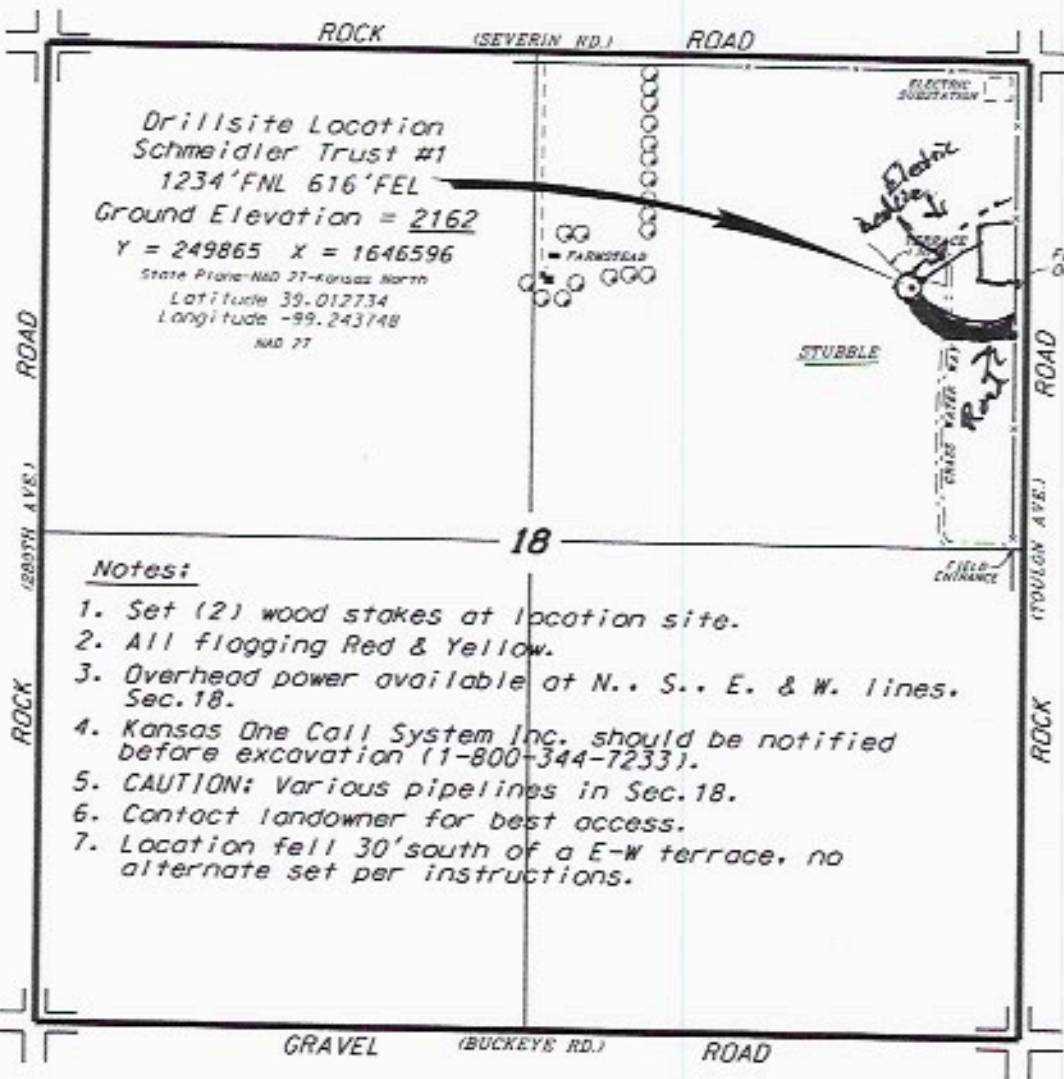 ROCK (SEVERIN RD.) ROAD
ELECTRIC
SUBSTATION
Drillsite Location
Schmeidler Trust #1
1234'FNL 616'FEL
Ground Elevation = 2162
Y = 249865 X = 1646596
State Plane-NAD 27-Kansas North
Latitude 39.012734
Longitude -99.243748
NAD 27
Electric
TERRACE
FARMSTEAD
STUBBLE
GRASS WATER WAY
ROCK (280TH AVE.) ROAD
ROCK (TOULON AVE.) ROAD
18
FIELD
ENTRANCE
Notes:
1. Set (2) wood stakes at location site.
2. All flagging Red & Yellow.
3. Overhead power available at N., S., E. & W. lines.
Sec.18.
4. Kansas One Call System Inc. should be notified
before excavation (1-800-344-7233).
5. CAUTION: Various pipelines in Sec.18.
6. Contact landowner for best access.
7. Location fell 30'south of a E-W terrace, no
alternate set per instructions.
GRAVEL (BUCKEYE RD.) ROAD